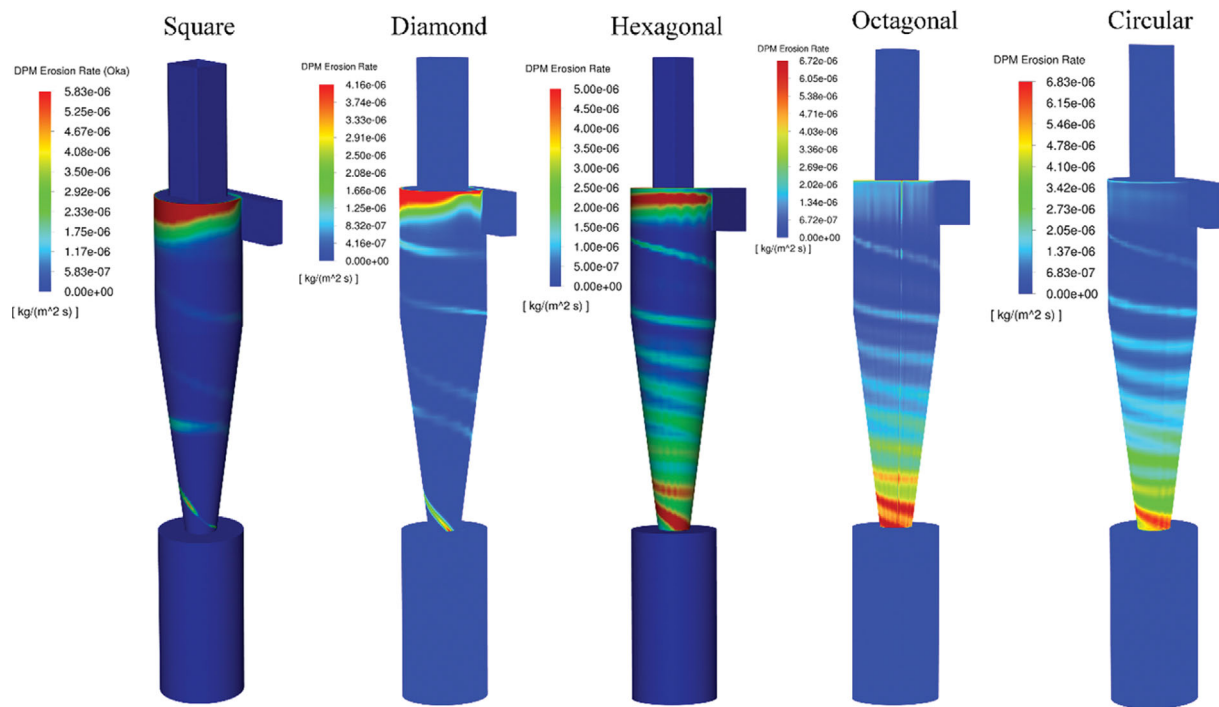 Square
Diamond
Hexagonal
Octagonal
Circular
DPM Erosion Rate (Oka)
5.83e-06
5.25e-06
4.67e-06
4.08e-06
3.50e-06
2.92e-06
2.33e-06
1.75e-06
1.17e-06
5.83e-07
0.00e+00
[ kg/(m^2 s) ]
DPM Erosion Rate
4.16e-06
3.74e-06
3.33e-06
2.91e-06
2.50e-06
2.08e-06
1.66e-06
1.25e-06
8.32e-07
4.16e-07
0.00e+00
[ kg/(m^2 s) ]
DPM Erosion Rate
5.00e-06
4.50e-06
4.00e-06
3.50e-06
3.00e-06
2.50e-06
2.00e-06
1.50e-06
1.00e-06
5.00e-07
0.00e+00
[ kg/(m^2 s) ]
DPM Erosion Rate
6.72e-06
6.05e-06
5.38e-06
4.71e-06
4.03e-06
3.36e-06
2.69e-06
2.02e-06
1.34e-06
6.72e-07
0.00e+00
[ kg/(m^2 s) ]
DPM Erosion Rate
6.83e-06
6.15e-06
5.46e-06
4.78e-06
4.10e-06
3.42e-06
2.73e-06
2.05e-06
1.37e-06
6.83e-07
0.00e+00
[ kg/(m^2 s) ]